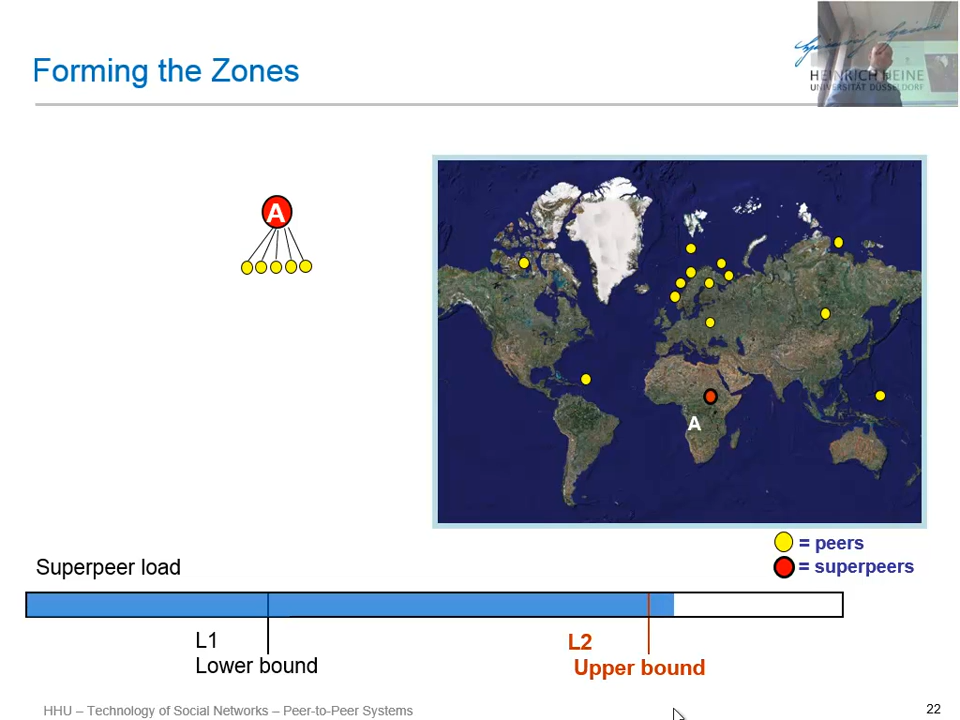 Forming the Zones
HEINRICH HEINE
UNIVERSITÄT DÜSSELDORF
A
A
= peers
= superpeers
Superpeer load
L1
Lower bound
L2
Upper bound
HHU – Technology of Social Networks – Peer-to-Peer Systems
22